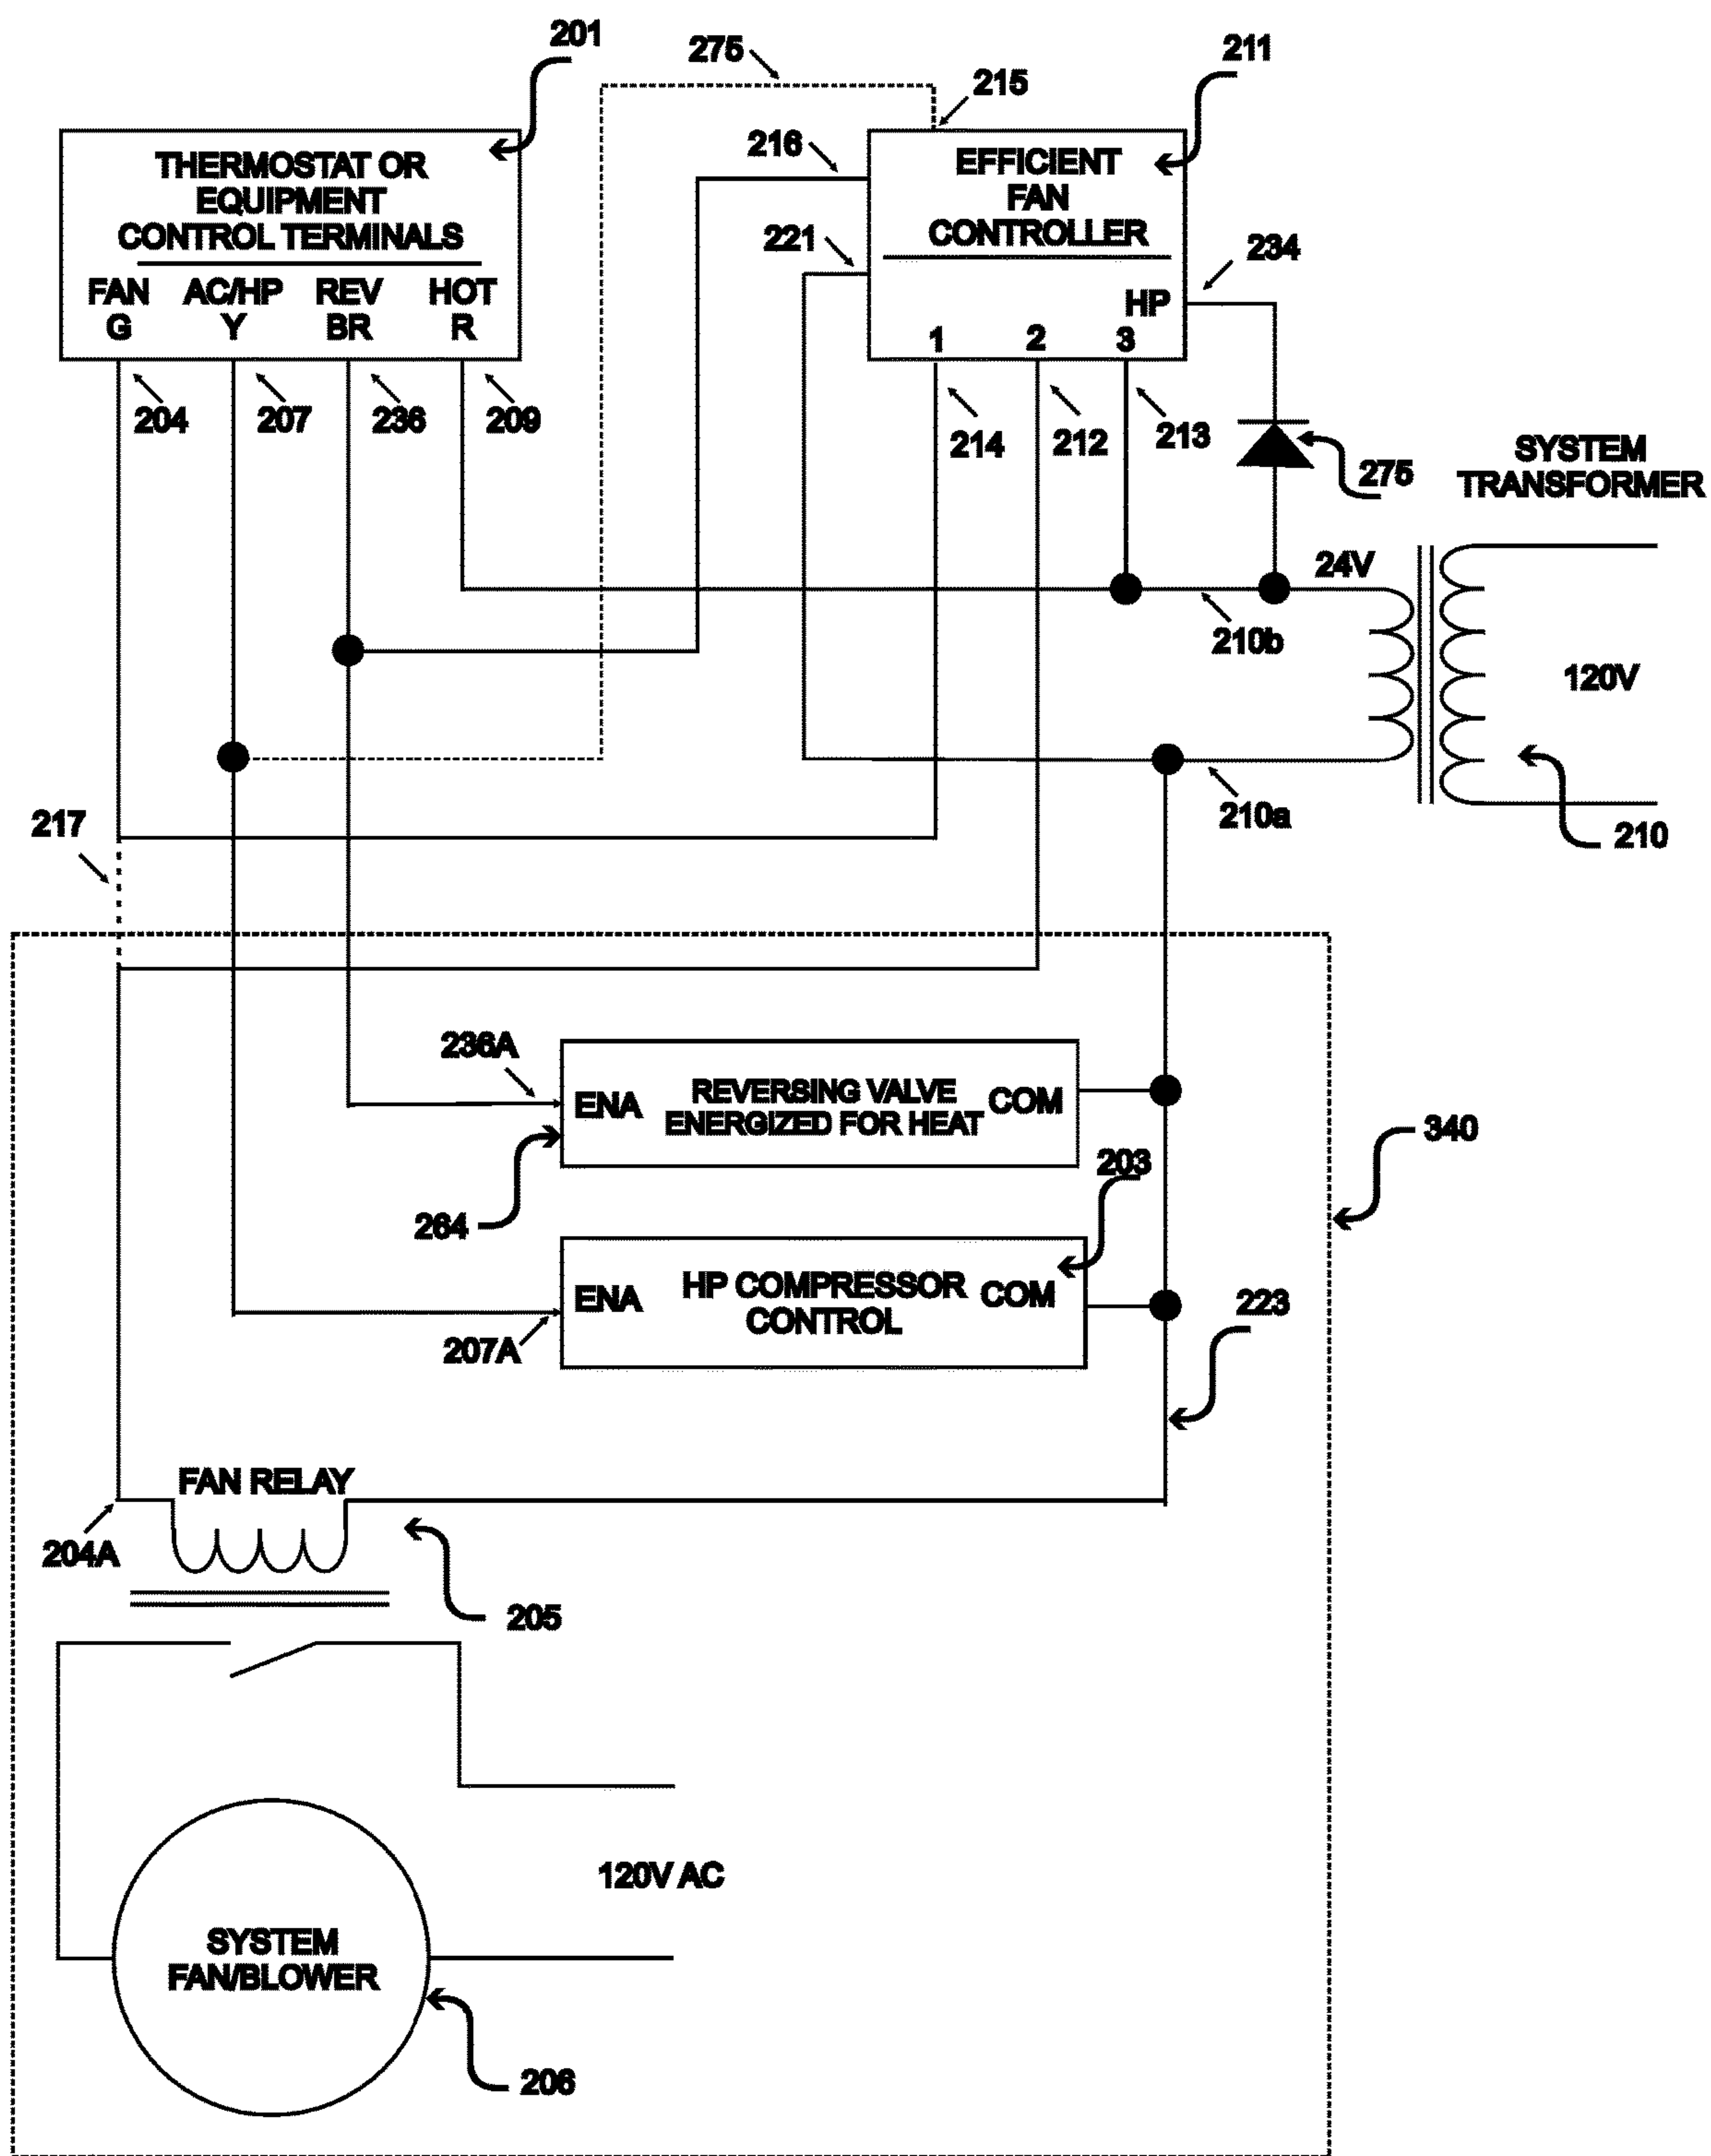 201
275
215
211
THERMOSTAT OR
EQUIPMENT
CONTROL TERMINALS
FAN AC/HP REV HOT
G Y BR R
216
221
EFFICIENT
FAN
CONTROLLER
HP
1 2 3
234
204 207 236 209
214 212 213
275
SYSTEM
TRANSFORMER
24V
210b
120V
210a
210
217
236A
ENA REVERSING VALVE COM
ENERGIZED FOR HEAT
264
203
340
ENA HP COMPRESSOR COM
CONTROL
207A
223
FAN RELAY
204A
205
120V AC
SYSTEM
FAN/BLOWER
206